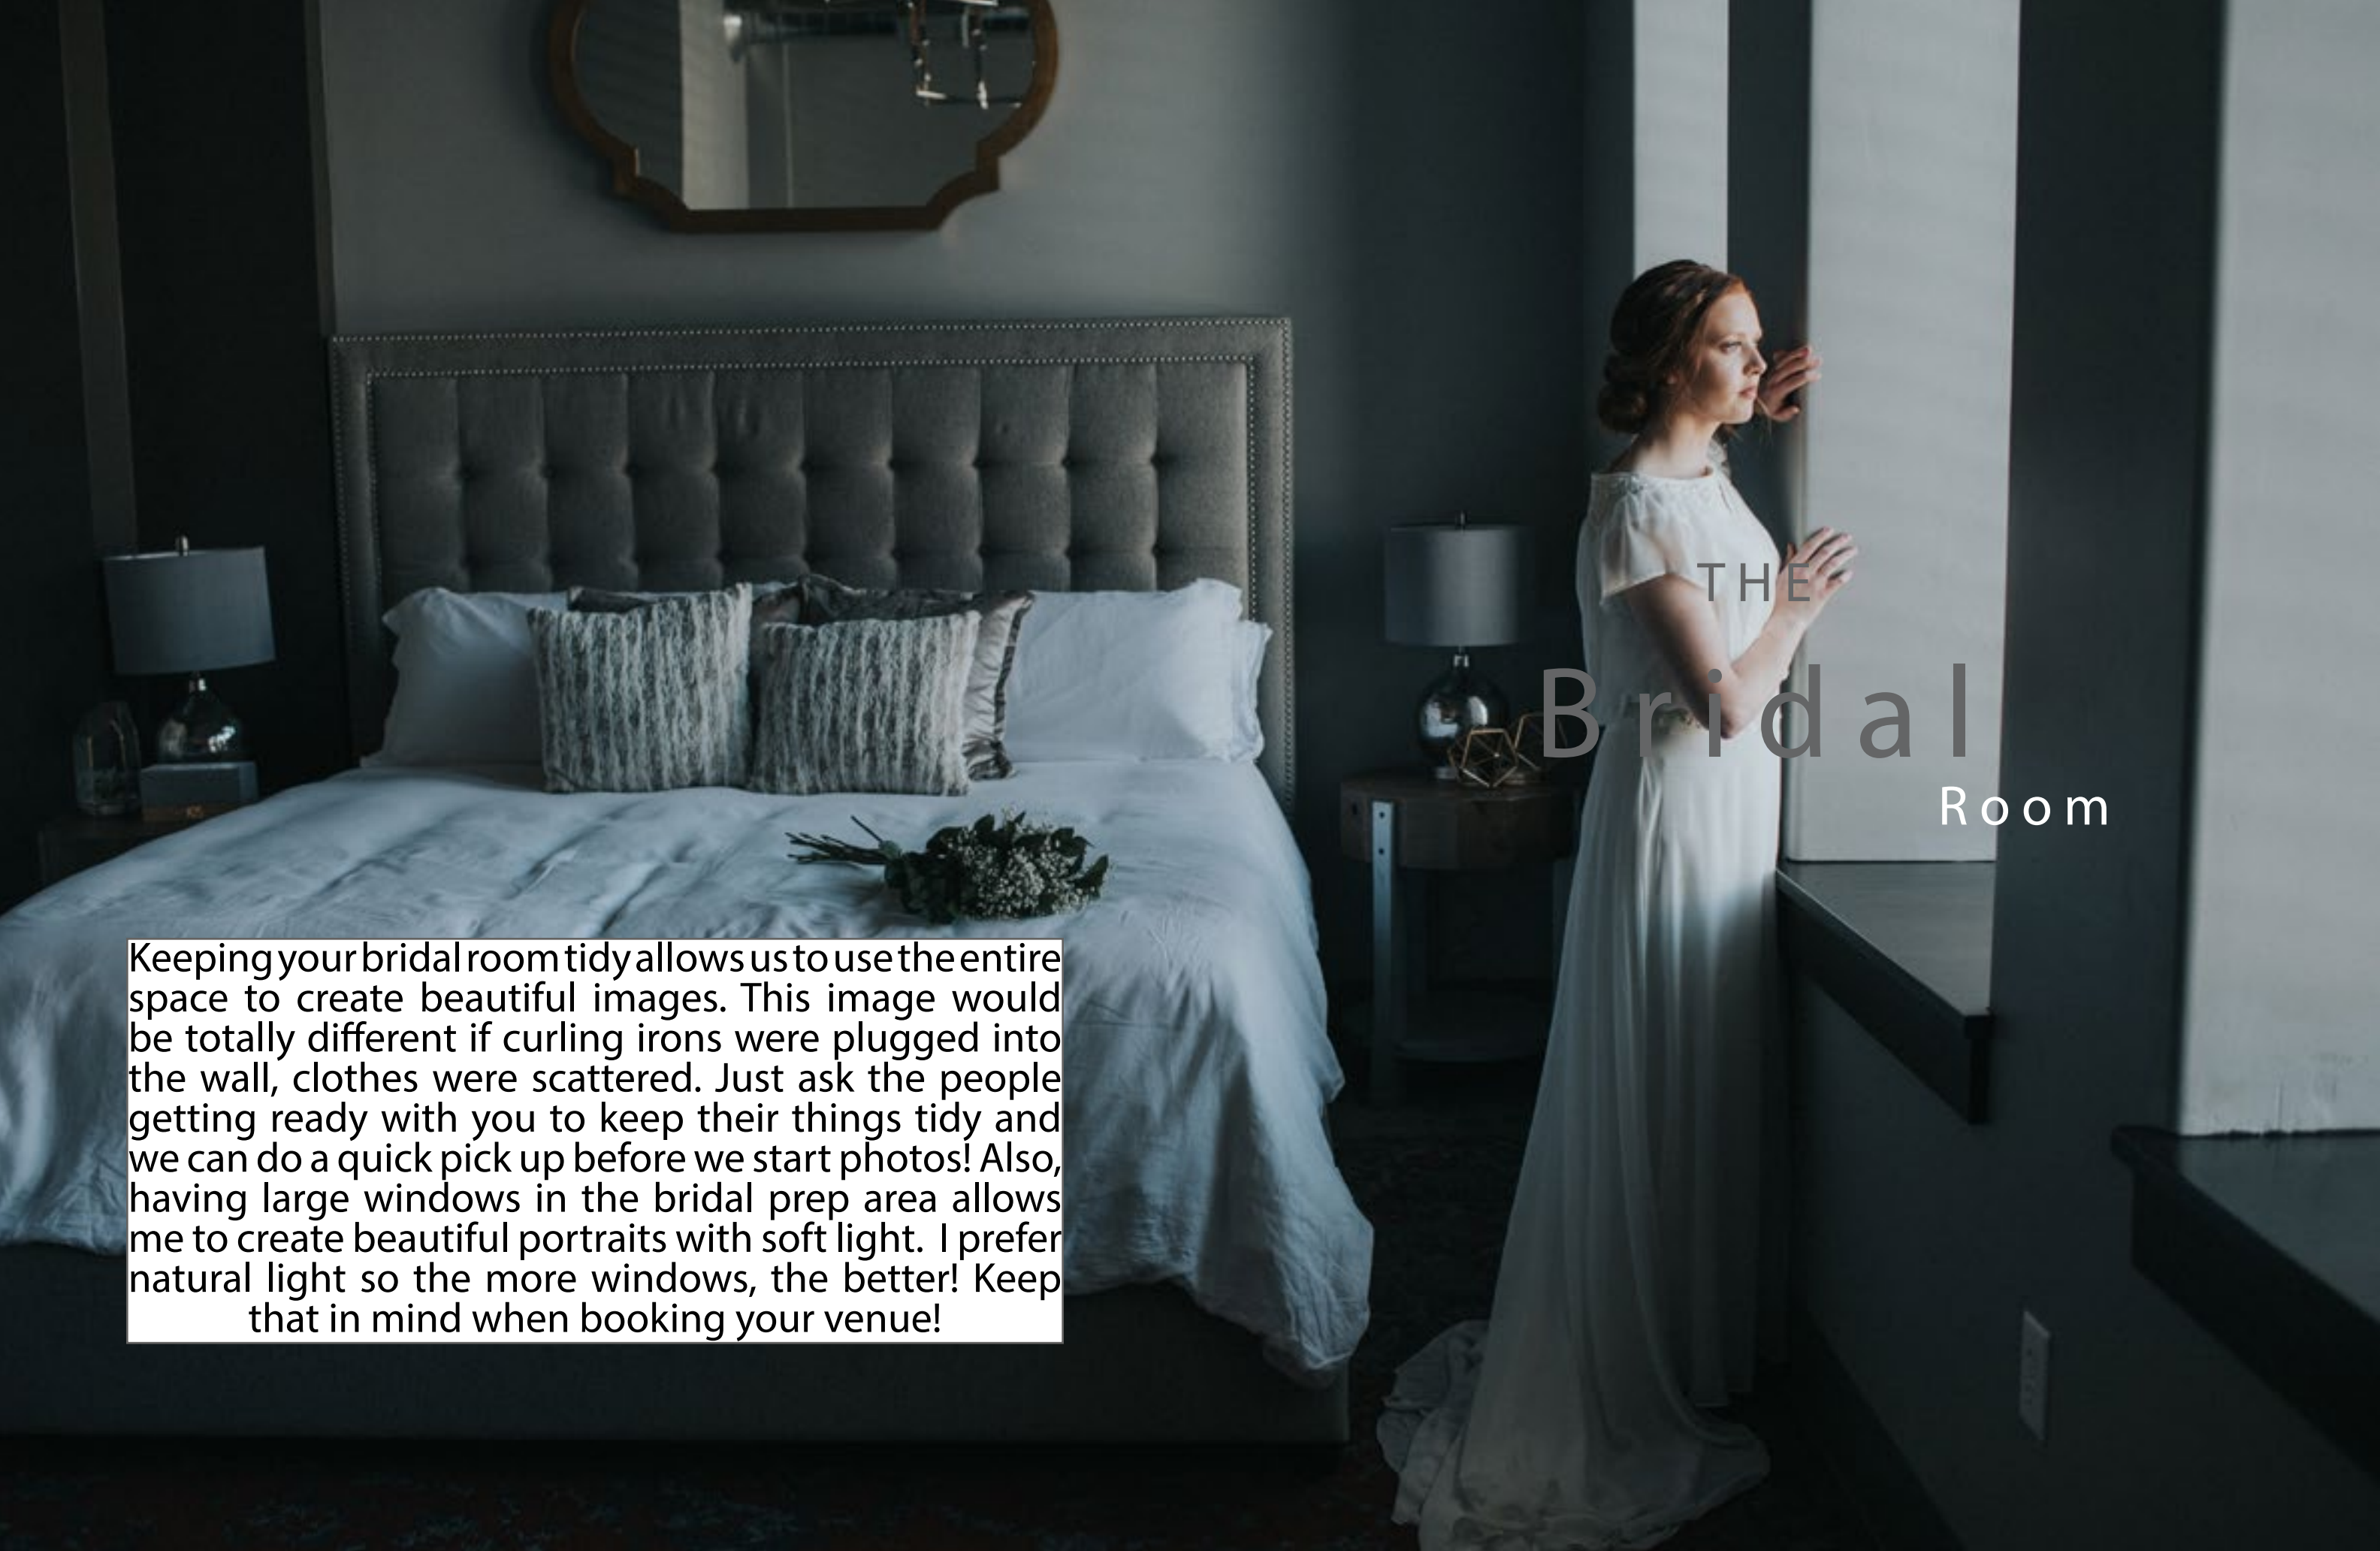 THE
Bridal
Room
Keeping your bridal room tidy allows us to use the entire
space to create beautiful images. This image would
be totally different if curling irons were plugged into
the wall, clothes were scattered. Just ask the people
getting ready with you to keep their things tidy and
we can do a quick pick up before we start photos! Also,
having large windows in the bridal prep area allows
me to create beautiful portraits with soft light. I prefer
natural light so the more windows, the better! Keep
that in mind when booking your venue!